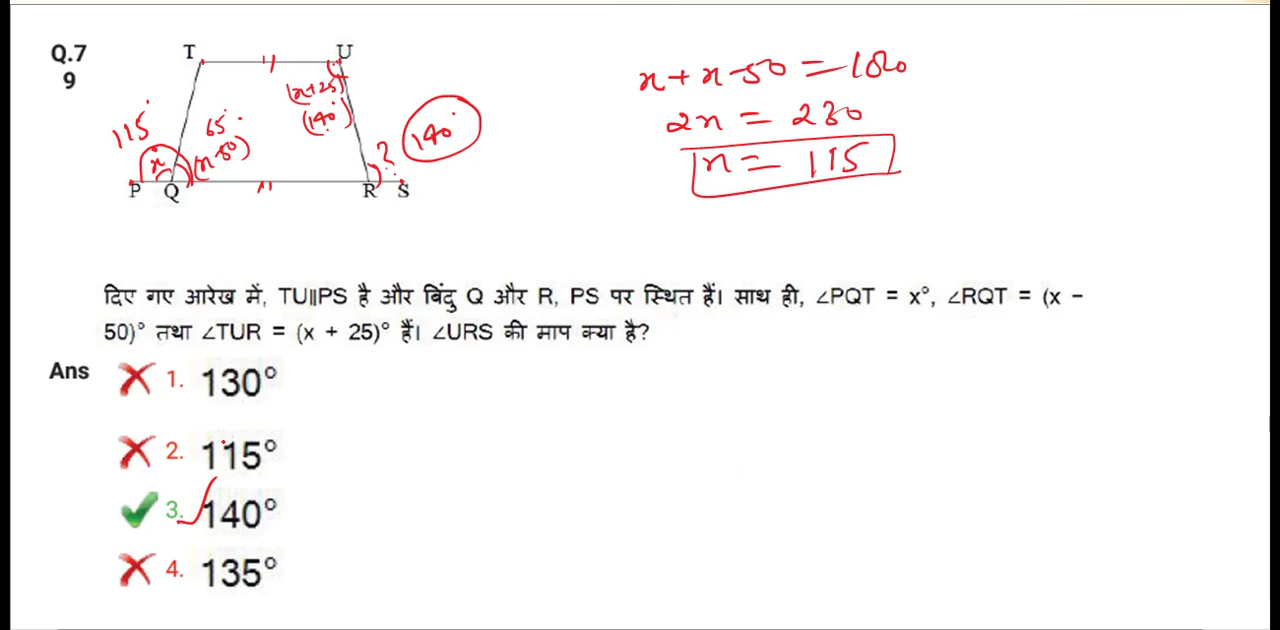 Q.7
9
T U
(x+25)
(140°)
115°
65°
x
(x-50)
?
140°
P Q R S
x + x - 50 = 180
2x = 230
x = 115
दिए गए आरेख में, TU||PS है और बिंदु Q और R, PS पर स्थित हैं। साथ ही, ∠PQT = x°, ∠RQT = (x −
50)° तथा ∠TUR = (x + 25)° हैं। ∠URS की माप क्या है?
Ans
1. 130°
2. 115°
3. 140°
4. 135°